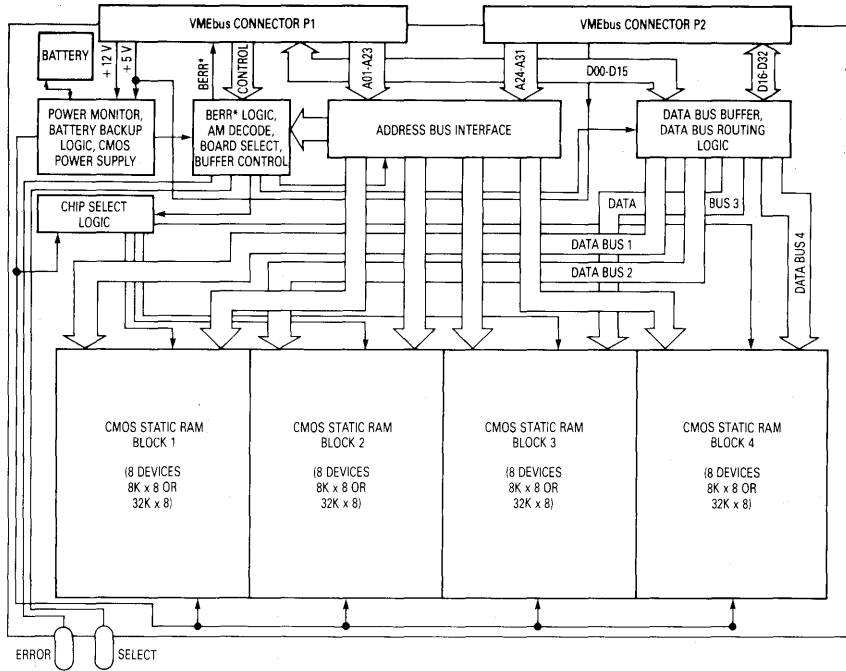 VMEbus CONNECTOR P1
VMEbus CONNECTOR P2
BATTERY
+ 12 V
+ 5 V
BERR*
CONTROL
A01-A23
A24-A31
D00-D15
D16-D32
POWER MONITOR,
BATTERY BACKUP
LOGIC, CMOS
POWER SUPPLY
BERR* LOGIC,
AM DECODE,
BOARD SELECT,
BUFFER CONTROL
ADDRESS BUS INTERFACE
DATA BUS BUFFER,
DATA BUS ROUTING
LOGIC
CHIP SELECT
LOGIC
DATA BUS 3
DATA BUS 1
DATA BUS 2
DATA BUS 4
CMOS STATIC RAM
BLOCK 1
(8 DEVICES
8K x 8 OR
32K x 8)
CMOS STATIC RAM
BLOCK 2
(8 DEVICES
8K x 8 OR
32K x 8)
CMOS STATIC RAM
BLOCK 3
(8 DEVICES
8K x 8 OR
32K x 8)
CMOS STATIC RAM
BLOCK 4
(8 DEVICES
8K x 8 OR
32K x 8)
ERROR
SELECT